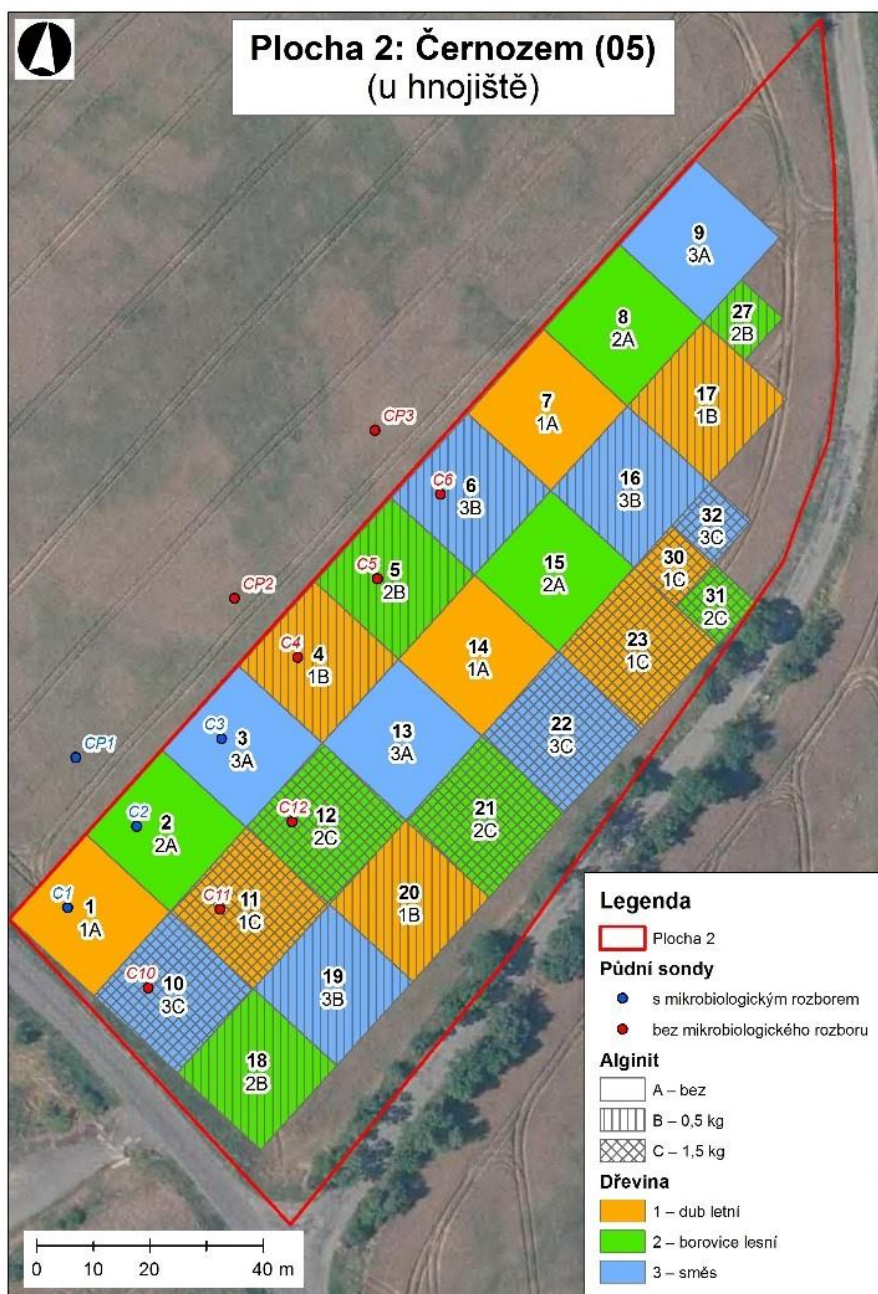 Plocha 2: Černozem (05)
(u hnojiště)
9
3A
27
2B
8
2A
17
1B
7
1A
CP3
C6
6
3B
16
3B
32
3C
30
1C
31
2C
C5
5
2B
15
2A
CP2
C4
4
1B
14
1A
23
1C
C3
3
3A
13
3A
22
3C
CP1
C2
2
2A
C12
12
2C
21
2C
C1
1
1A
C11
11
1C
20
1B
C10
10
3C
19
3B
18
2B
Legenda
Plocha 2
Půdní sondy
s mikrobiologickým rozborem
bez mikrobiologického rozboru
Alginit
A – bez
B – 0,5 kg
C – 1,5 kg
Dřevina
1 – dub letní
2 – borovice lesní
3 – směs
0 10 20 40 m